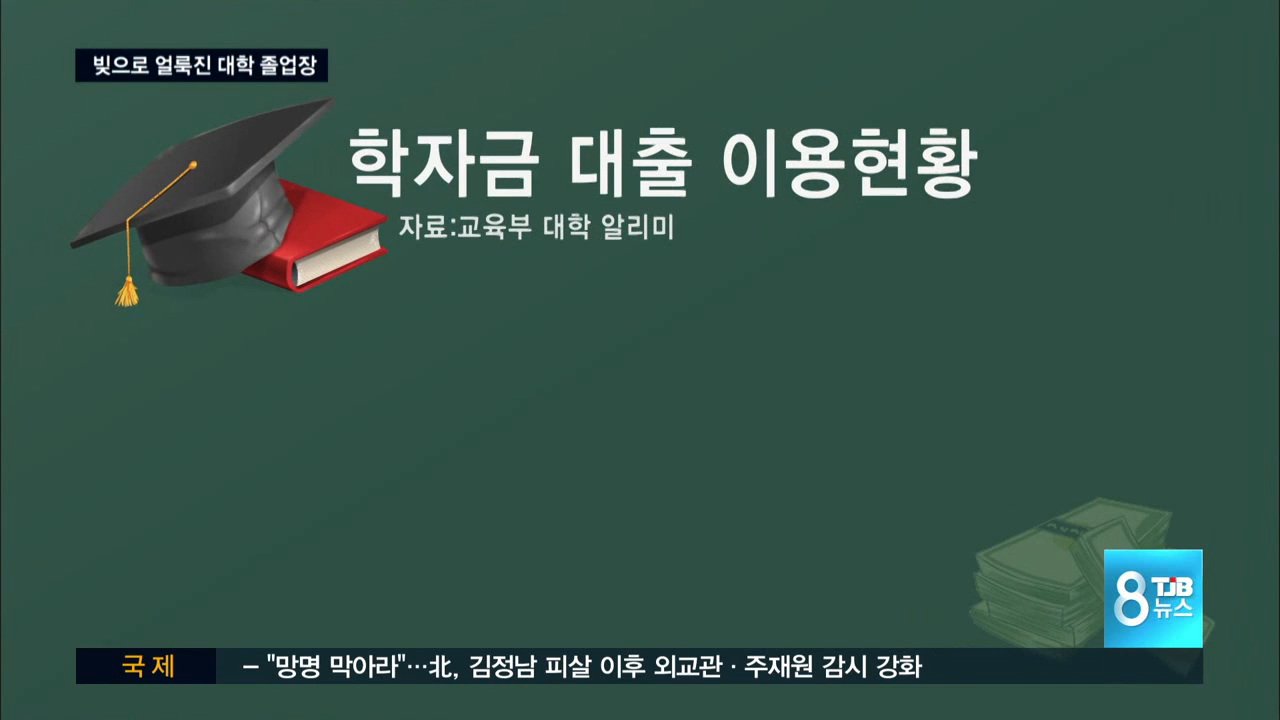 빚으로 얼룩진 대학 졸업장
학자금 대출 이용현황
자료:교육부 대학 알리미
8 TJB
뉴스
국 제
– "망명 막아라"…北, 김정남 피살 이후 외교관·주재원 감시 강화